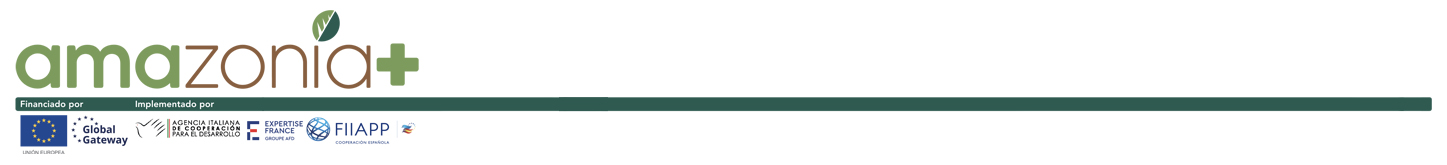 amazonía+
Financiado por
Implementado por
UNIÓN EUROPEA
Global
Gateway
AGENCIA ITALIANA
DE COOPERACIÓN
PARA EL DESARROLLO
EXPERTISE
FRANCE
GROUPE AFD
FIIAPP
COOPERACIÓN ESPAÑOLA